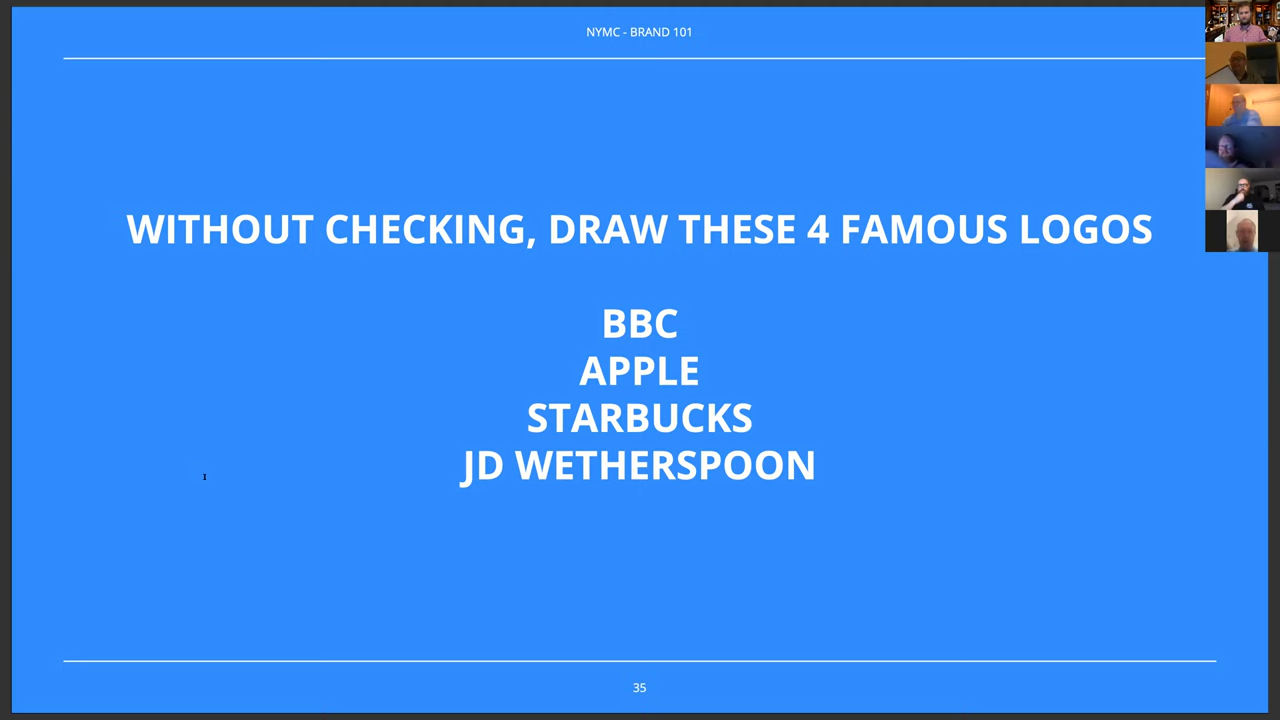 NYMC - BRAND 101
WITHOUT CHECKING, DRAW THESE 4 FAMOUS LOGOS
BBC
APPLE
STARBUCKS
JD WETHERSPOON
35